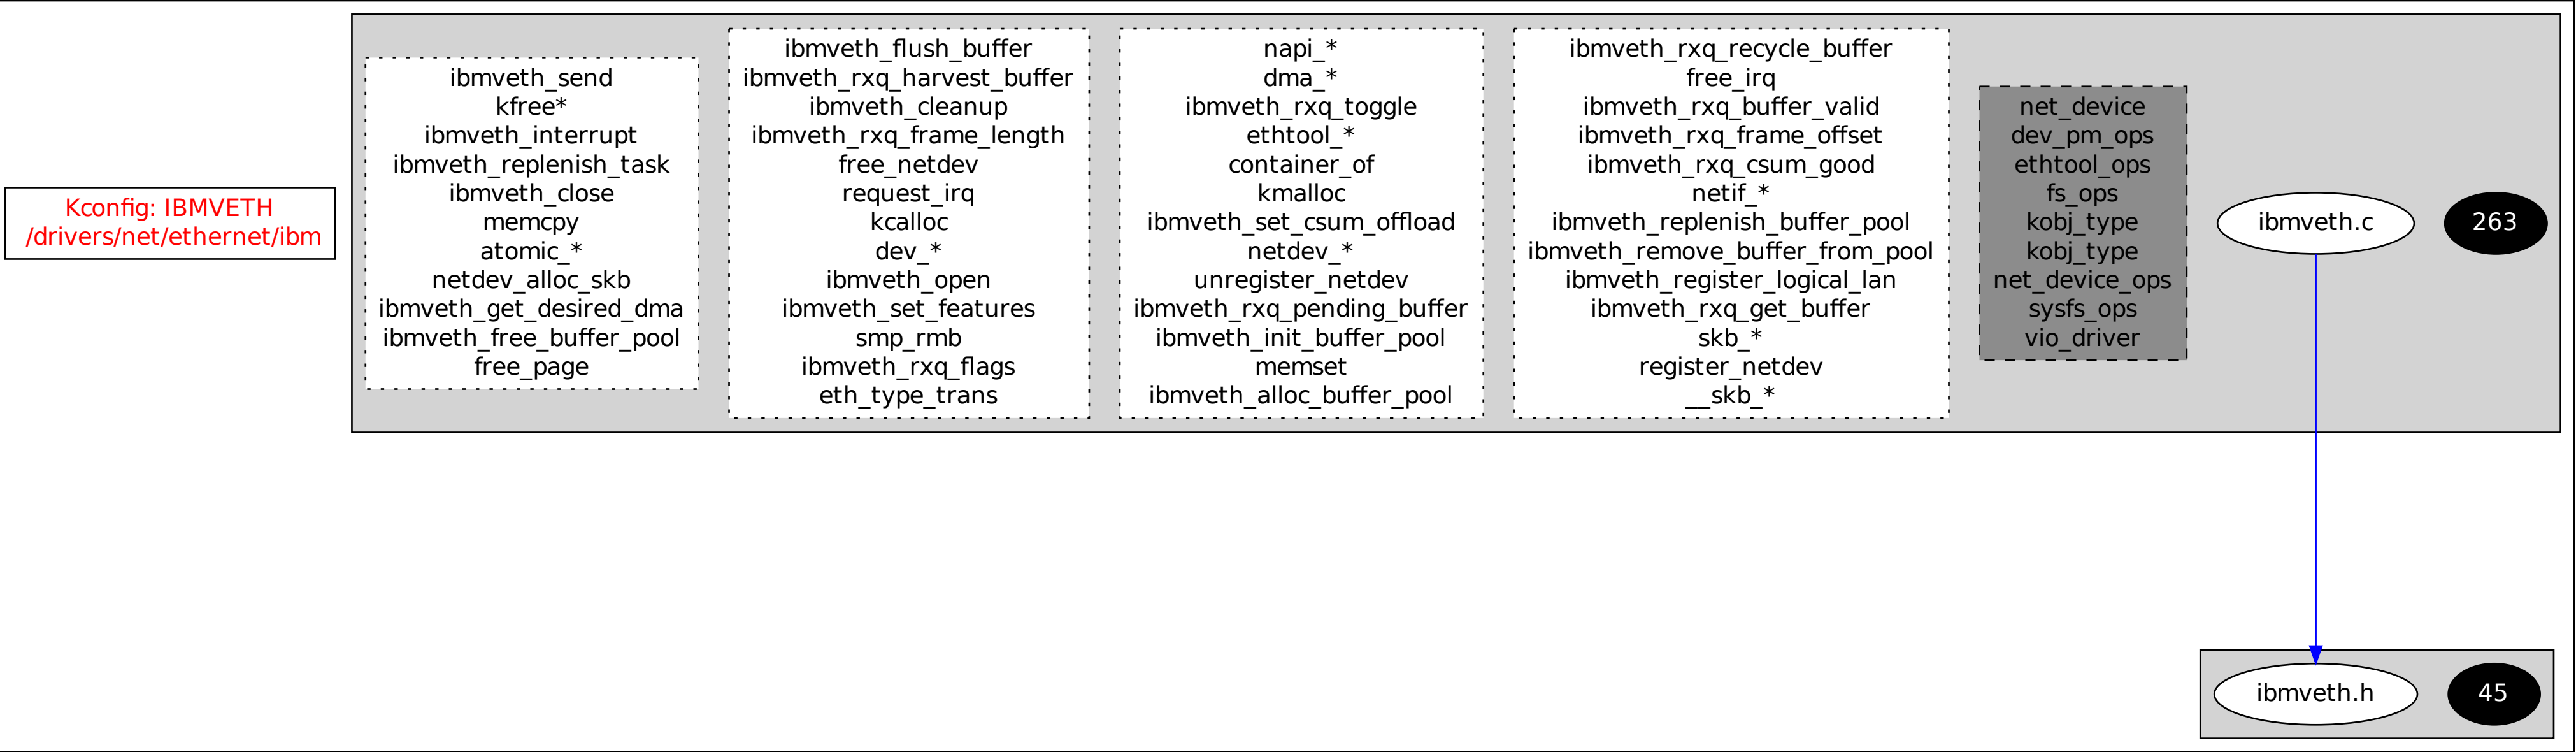 Kconfig: IBMVETH
/drivers/net/ethernet/ibm
ibmveth_send
kfree*
ibmveth_interrupt
ibmveth_replenish_task
ibmveth_close
memcpy
atomic_*
netdev_alloc_skb
ibmveth_get_desired_dma
ibmveth_free_buffer_pool
free_page
ibmveth_flush_buffer
ibmveth_rxq_harvest_buffer
ibmveth_cleanup
ibmveth_rxq_frame_length
free_netdev
request_irq
kcalloc
dev_*
ibmveth_open
ibmveth_set_features
smp_rmb
ibmveth_rxq_flags
eth_type_trans
napi_*
dma_*
ibmveth_rxq_toggle
ethtool_*
container_of
kmalloc
ibmveth_set_csum_offload
netdev_*
unregister_netdev
ibmveth_rxq_pending_buffer
ibmveth_init_buffer_pool
memset
ibmveth_alloc_buffer_pool
ibmveth_rxq_recycle_buffer
free_irq
ibmveth_rxq_buffer_valid
ibmveth_rxq_frame_offset
ibmveth_rxq_csum_good
netif_*
ibmveth_replenish_buffer_pool
ibmveth_remove_buffer_from_pool
ibmveth_register_logical_lan
ibmveth_rxq_get_buffer
skb_*
register_netdev
__skb_*
net_device
dev_pm_ops
ethtool_ops
fs_ops
kobj_type
kobj_type
net_device_ops
sysfs_ops
vio_driver
ibmveth.c
263
ibmveth.h
45